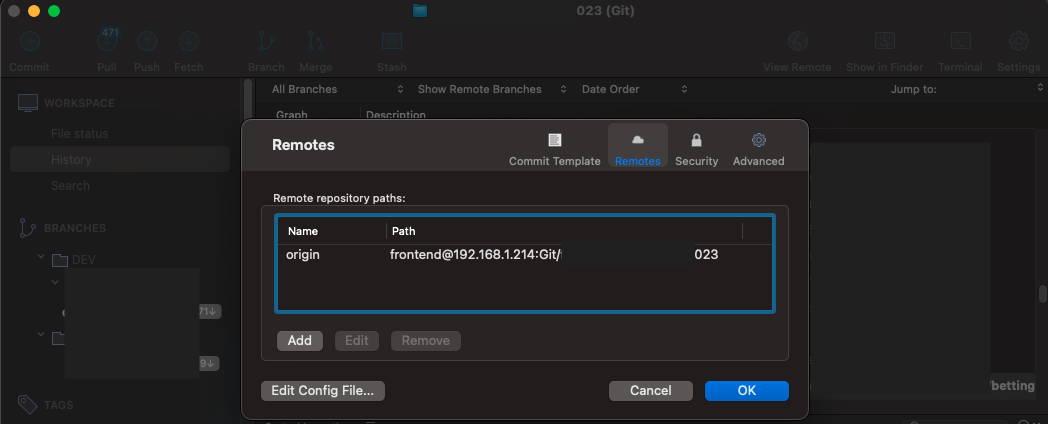 023 (Git)
471
Commit Pull Push Fetch Branch Merge Stash View Remote Show in Finder Terminal Settings
WORKSPACE
File status
History
Search
BRANCHES
DEV
71↓
9↓
TAGS
All Branches Show Remote Branches Date Order Jump to:
Graph Description
Remotes
Commit Template Remotes Security Advanced
Remote repository paths:
Name Path
origin frontend@192.168.1.214:Git/ 023
Add Edit Remove
Edit Config File... Cancel OK
betting